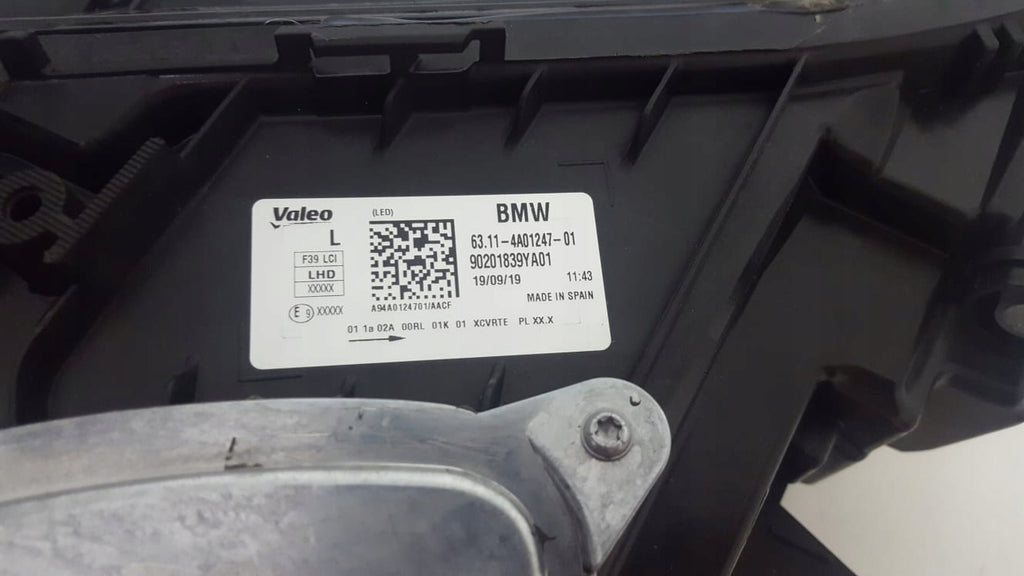 Valeo (LED) BMW
L 63.11-4A01247-01
F39 LCI 90201839YA01
LHD 19/09/19 11:43
XXXXX MADE IN SPAIN
E9 XXXXX A94A0124701/AACF
01 1a 02A 00RL 01K 01 XCVRTE PL XX.X